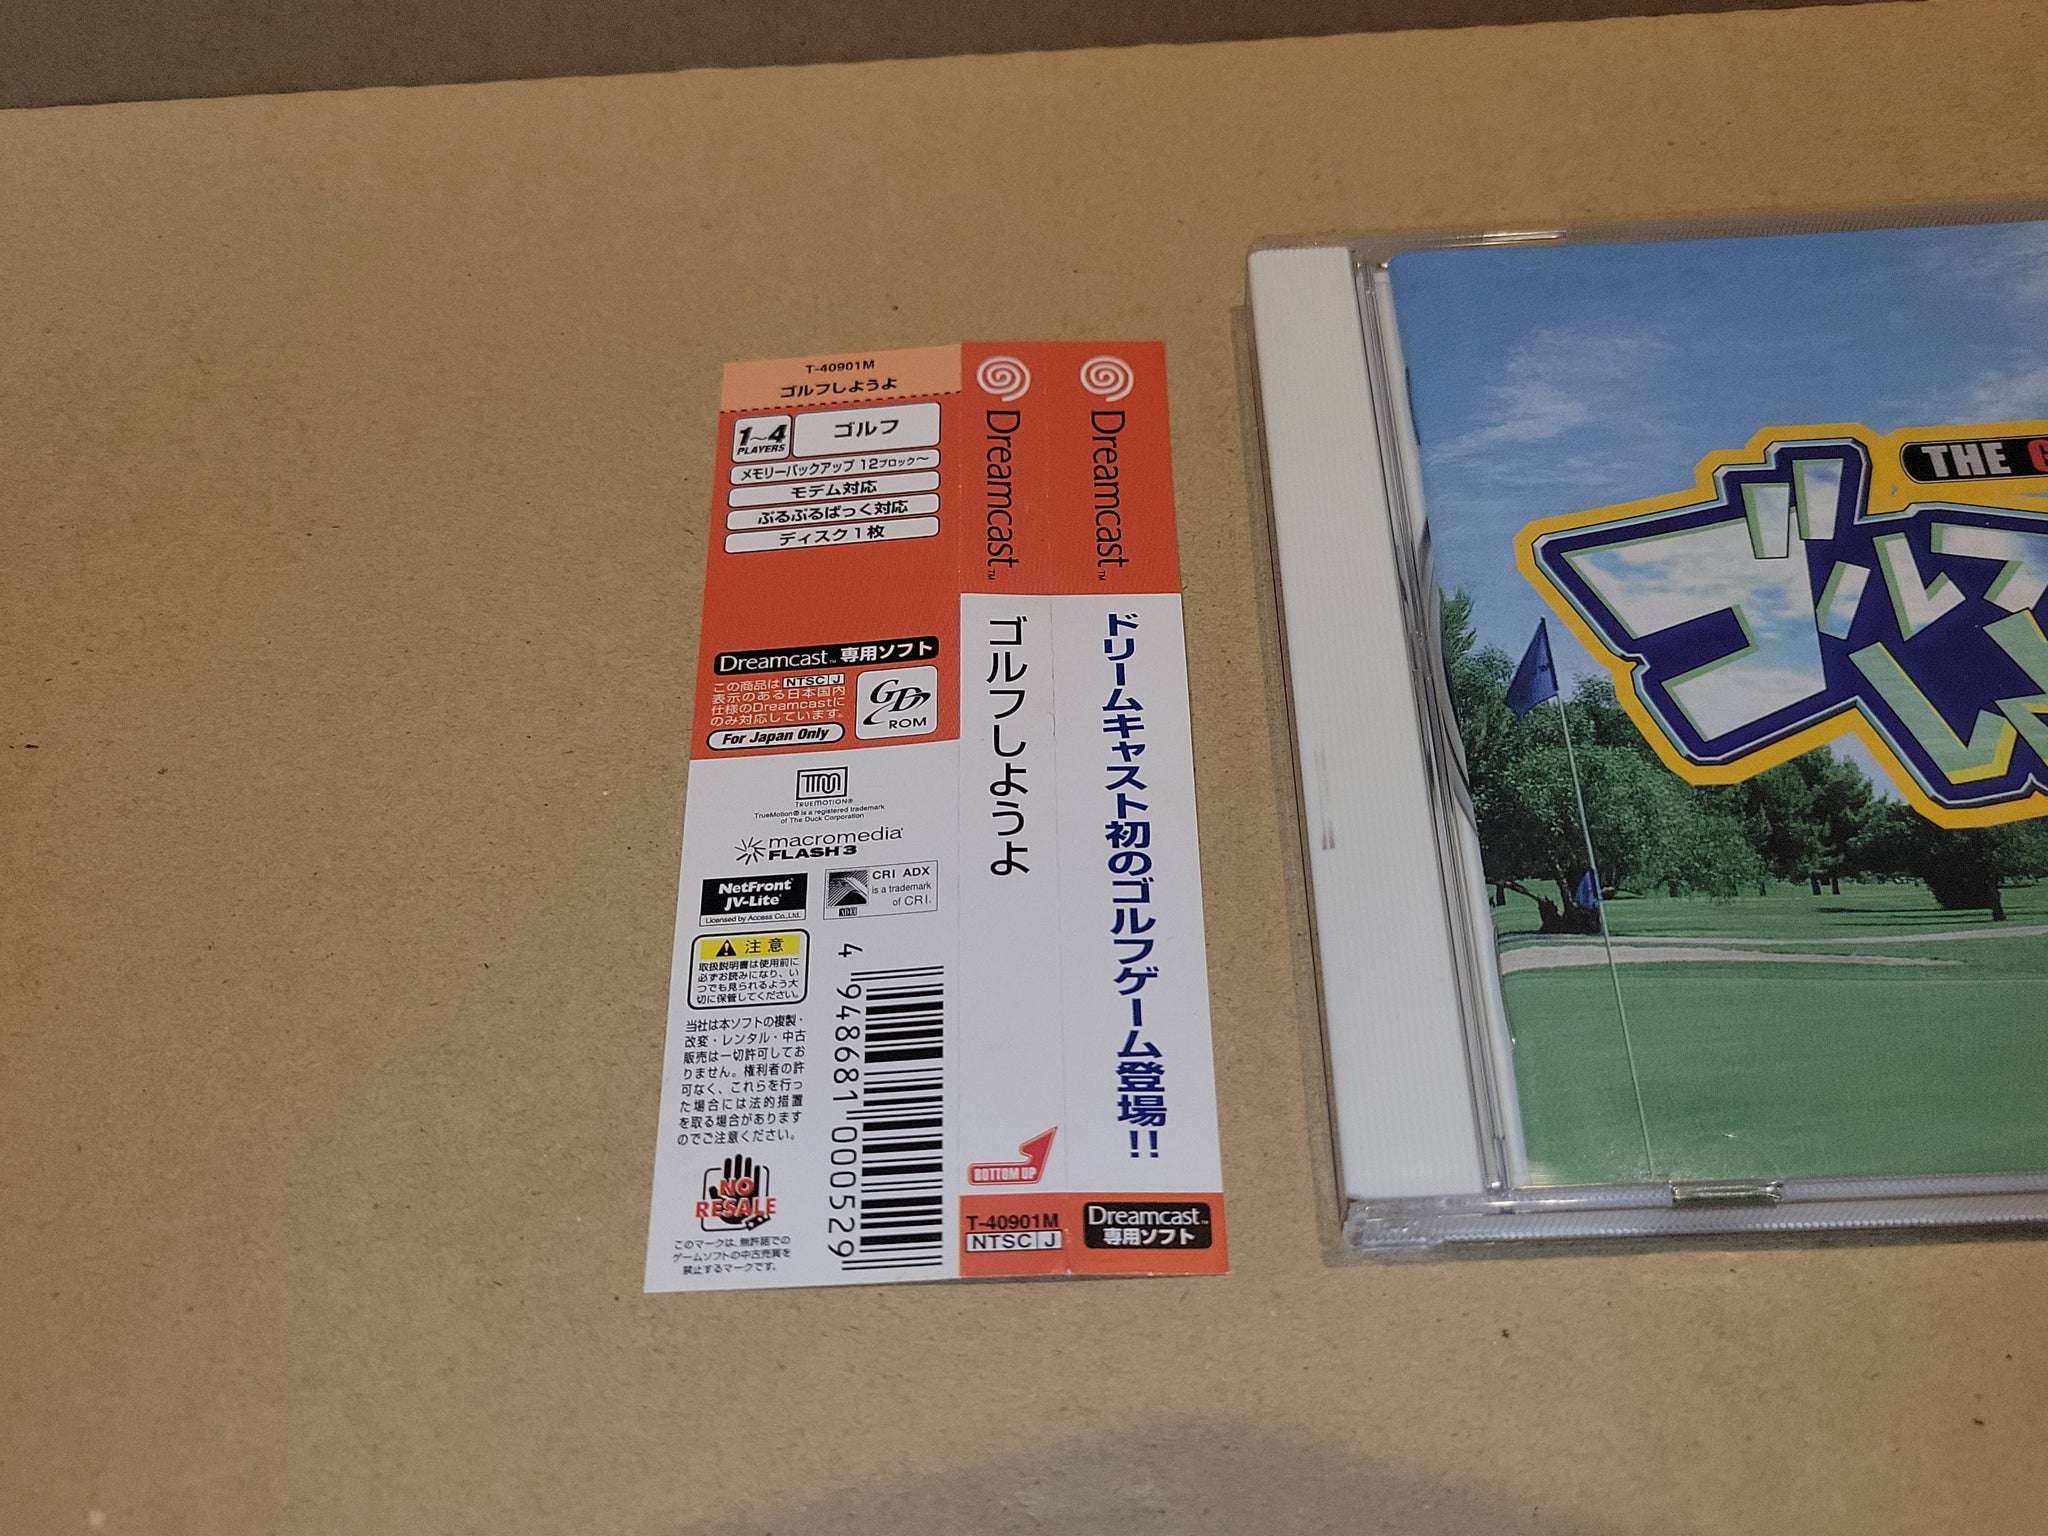 T-40901M
ゴルフしようよ
1～4
PLAYERS
ゴルフ
メモリーバックアップ 12ブロック～
モデム対応
ぷるぷるぱっく対応
ディスク1枚
Dreamcast™ 専用ソフト
この商品は NTSC J
表示のある日本国内
仕様のDreamcastに
のみ対応しています。
For Japan Only
GD
ROM
TM
TRUEMOTION®
TrueMotion® is a registered trademark
of The Duck Corporation
macromedia®
FLASH 3
NetFront®
JV-Lite®
Licensed by Access Co.,Ltd.
CRI ADX
is a trademark
of CRI.
ADX
注意
取扱説明書は使用前に
必ずお読みになり、い
つでも見られるよう大
切に保管してください。
当社は本ソフトの複製・
改変・レンタル・中古
販売は一切許可してお
りません。権利者の許
可なく、これらを行っ
た場合には法的措置
を取る場合があります
のでご注意ください。
NO
RESALE
このマークは、無許諾での
ゲームソフトの中古売買を
禁止するマークです。
4 948681 000529
Dreamcast™
ゴルフしようよ
BOTTOM UP
T-40901M
NTSC J
Dreamcast™
ドリームキャスト初のゴルフゲーム登場!!
Dreamcast™
専用ソフト
THE
ゴルフ
し